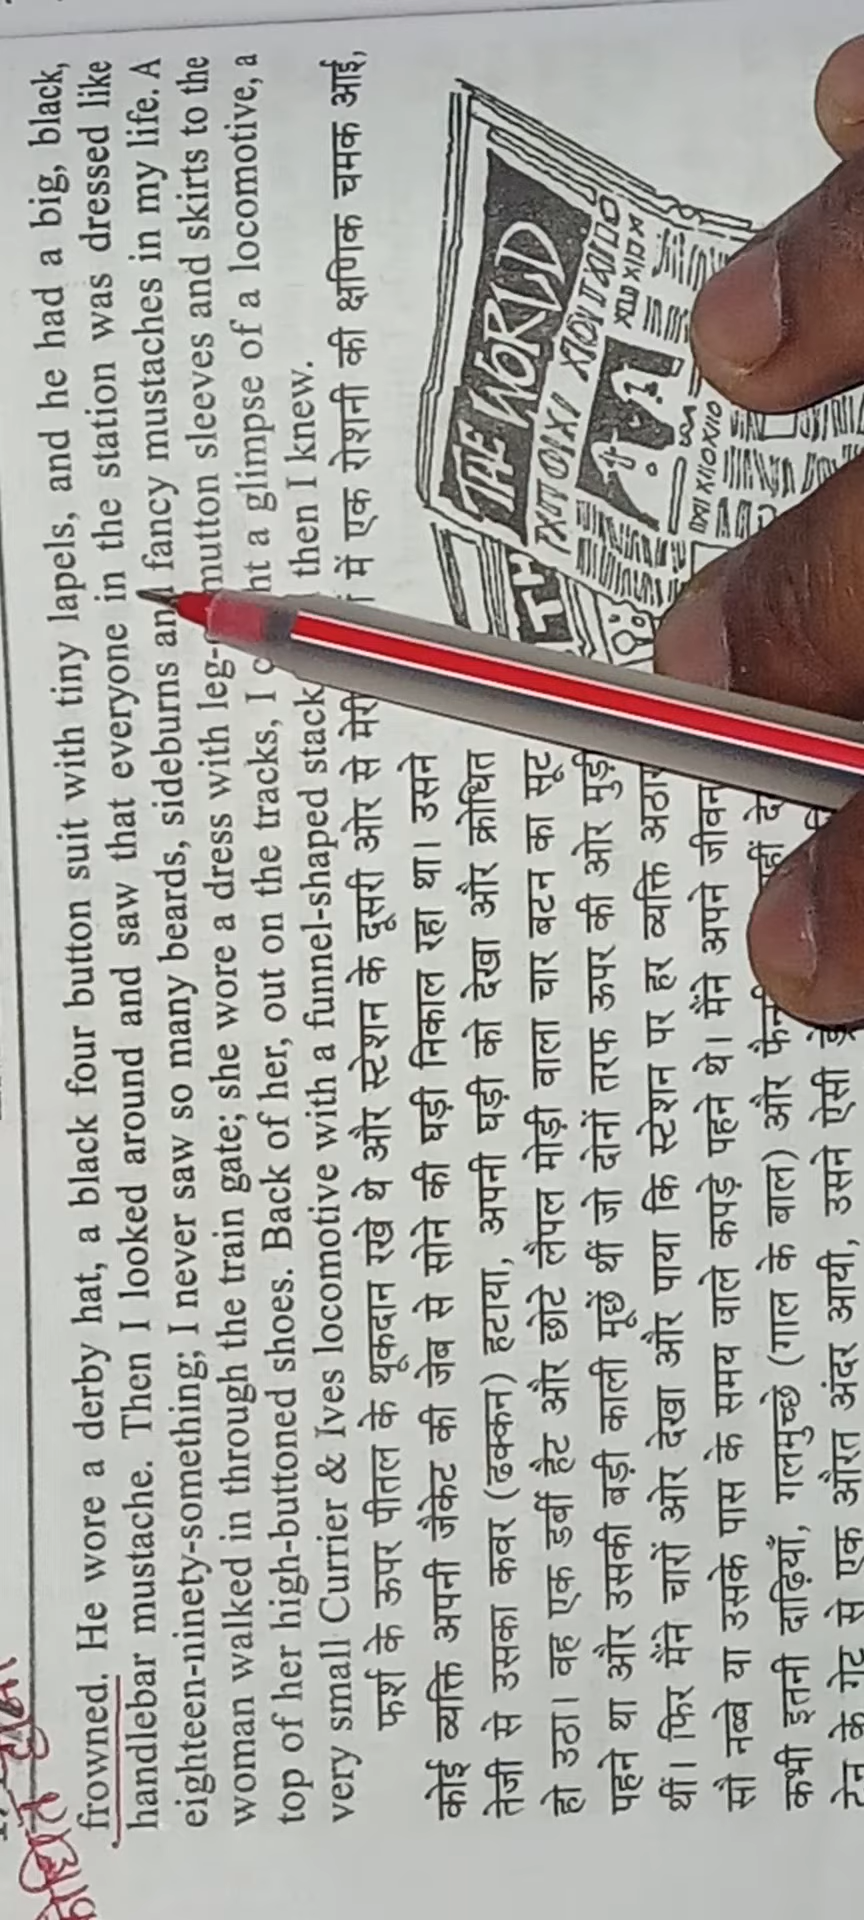 क्रोधित हुआ
frowned. He wore a derby hat, a black four button suit with tiny lapels, and he had a big, black,
handlebar mustache. Then I looked around and saw that everyone in the station was dressed like
eighteen-ninety-something; I never saw so many beards, sideburns and fancy mustaches in my life. A
woman walked in through the train gate; she wore a dress with leg- mutton sleeves and skirts to the
top of her high-buttoned shoes. Back of her, out on the tracks, I a glimpse of a locomotive, a
very small Currier & Ives locomotive with a funnel-shaped stack then I knew.
फर्श के ऊपर पीतल के थूकदान रखे थे और स्टेशन के दूसरी ओर से मेरी में एक रोशनी की क्षणिक चमक आई,
कोई व्यक्ति अपनी जैकेट की जेब से सोने की घड़ी निकाल रहा था। उसने
तेजी से उसका कवर (ढक्कन) हटाया, अपनी घड़ी को देखा और क्रोधित
हो उठा। वह एक डर्बी हैट और छोटे लैपल मोड़ी वाला चार बटन का सूट
पहने था और उसकी बड़ी काली मूछें थीं जो दोनों तरफ ऊपर की ओर मुड़ी
थीं। फिर मैंने चारों ओर देखा और पाया कि स्टेशन पर हर व्यक्ति
सौ नब्बे या उसके पास के समय वाले कपड़े पहने थे। मैंने अपने जीवन
कभी इतनी दाढ़ियाँ, गलमुच्छे (गाल के बाल) और
ट्रेन के गेट से एक औरत अंदर आयी, उसने ऐसी
THE WORLD
TH